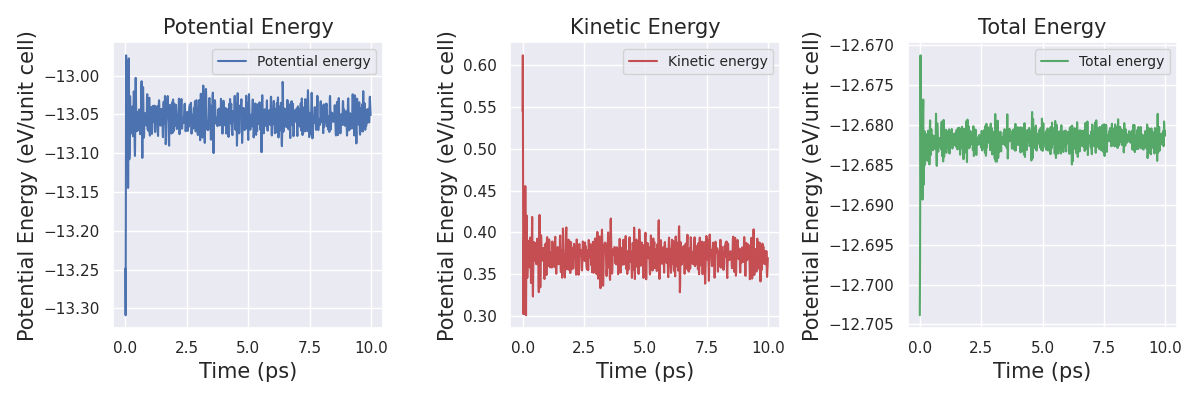 Potential Energy
Potential Energy (eV/unit cell)
−13.00
−13.05
−13.10
−13.15
−13.20
−13.25
−13.30
Potential energy
0.0 2.5 5.0 7.5 10.0
Time (ps)
Kinetic Energy
Potential Energy (eV/unit cell)
0.60
0.55
0.50
0.45
0.40
0.35
0.30
Kinetic energy
0.0 2.5 5.0 7.5 10.0
Time (ps)
Total Energy
Potential Energy (eV/unit cell)
−12.670
−12.675
−12.680
−12.685
−12.690
−12.695
−12.700
−12.705
Total energy
0.0 2.5 5.0 7.5 10.0
Time (ps)